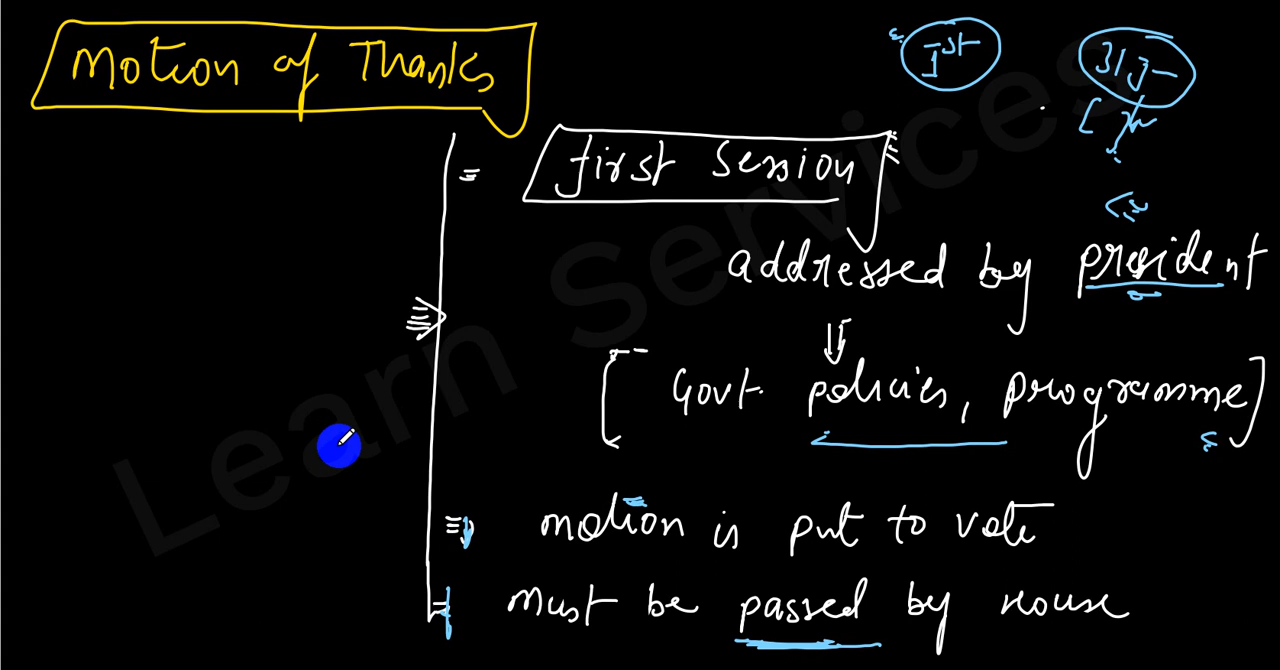 Motion of Thanks
1st
first session
addressed by president
[ Govt. policies, programme ]
motion is put to vote
must be passed by house
Learn Services